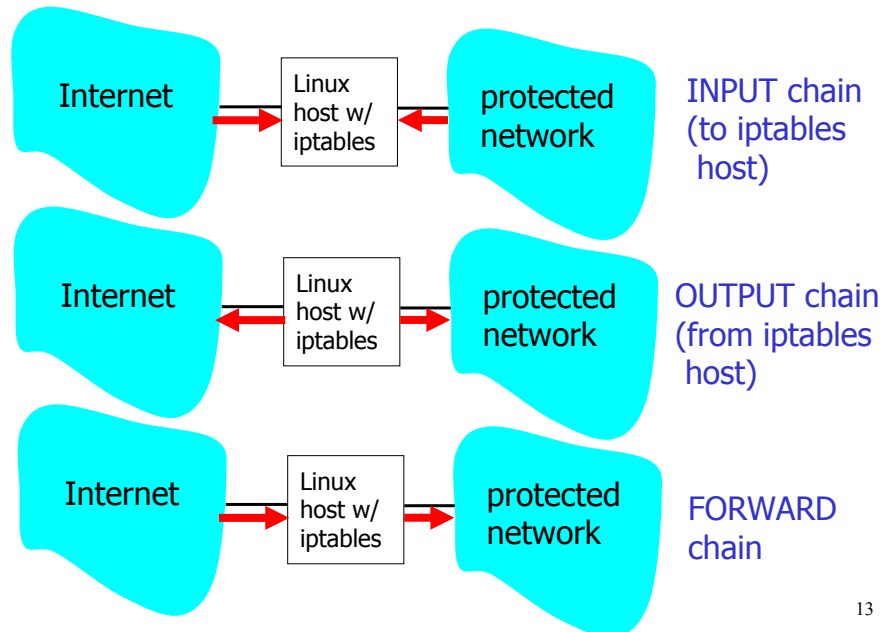 Internet
Linux
host w/
iptables
protected
network
INPUT chain
(to iptables
host)
Internet
Linux
host w/
iptables
protected
network
OUTPUT chain
(from iptables
host)
Internet
Linux
host w/
iptables
protected
network
FORWARD
chain
13